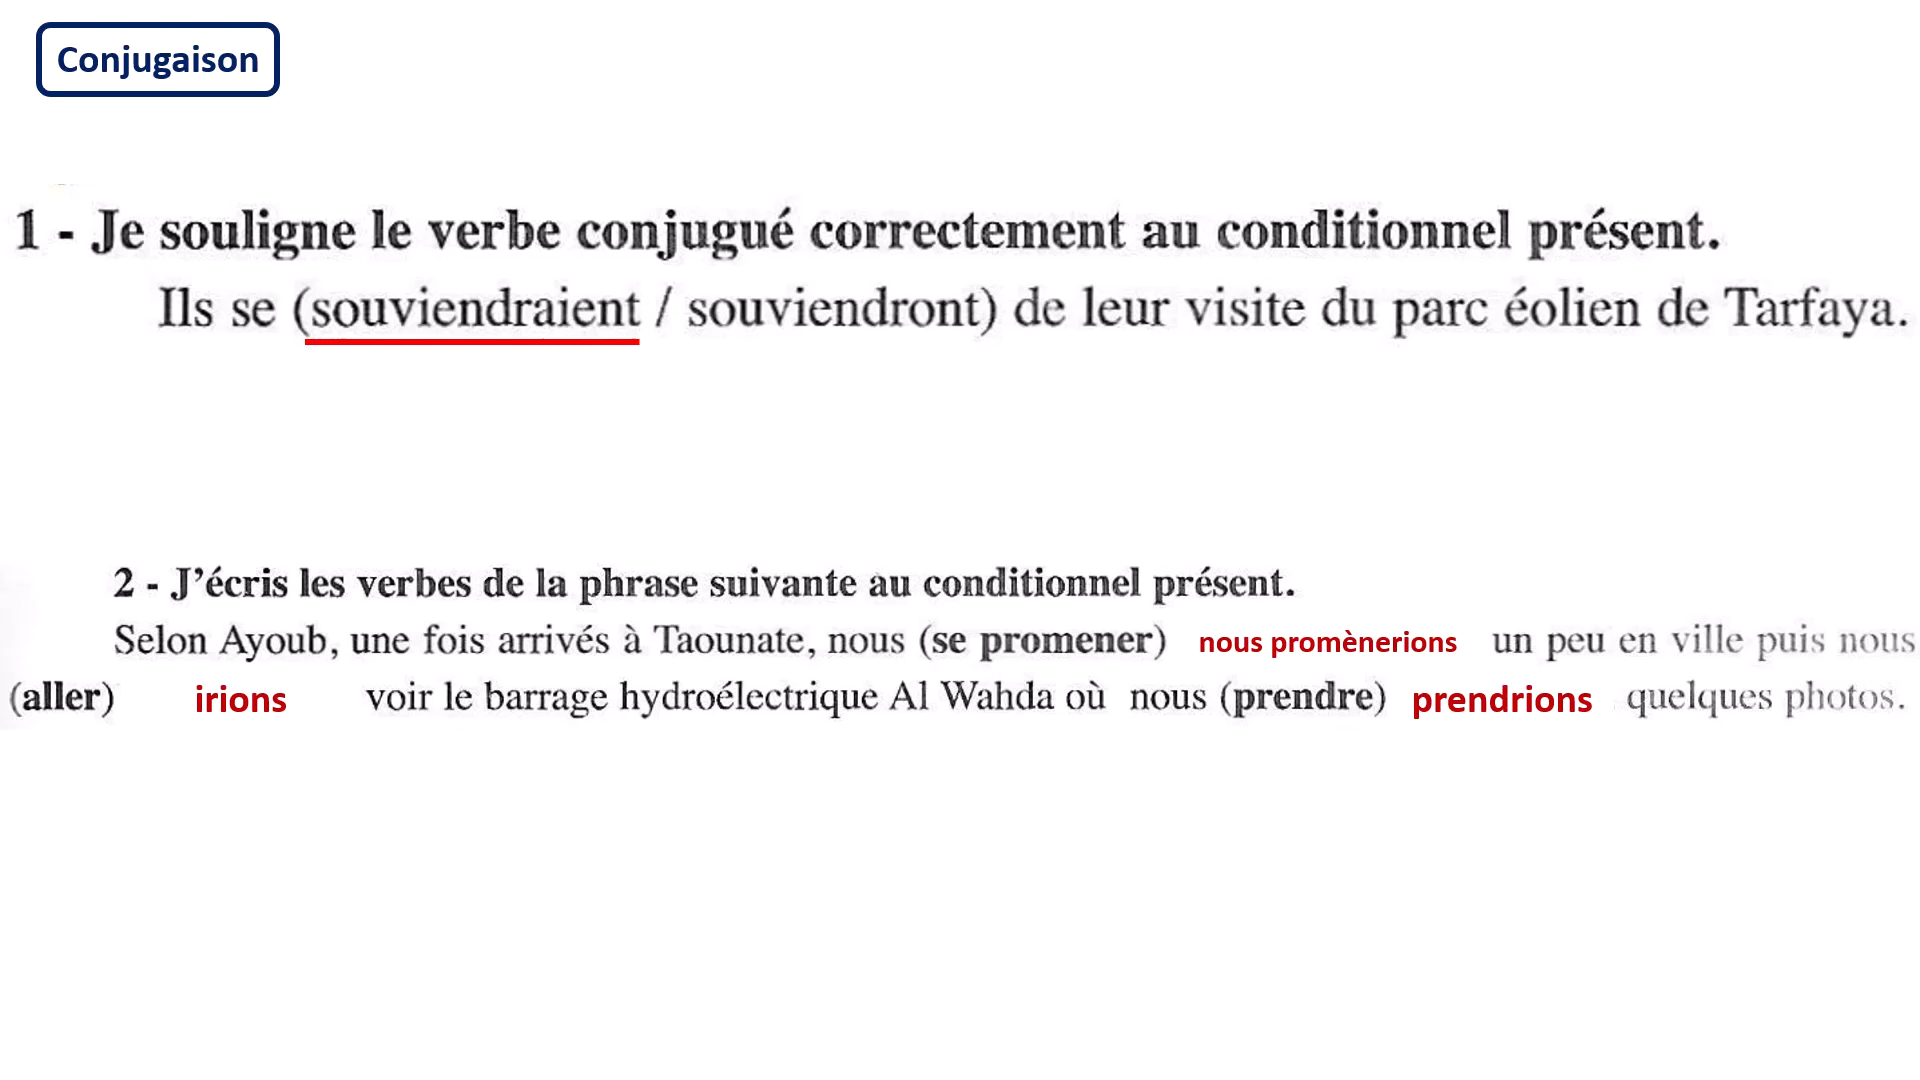 Conjugaison
1 - Je souligne le verbe conjugué correctement au conditionnel présent.
Ils se (souviendraient / souviendront) de leur visite du parc éolien de Tarfaya.
2 - J'écris les verbes de la phrase suivante au conditionnel présent.
Selon Ayoub, une fois arrivés à Taounate, nous (se promener) nous promènerions un peu en ville puis nous
(aller) irions voir le barrage hydroélectrique Al Wahda où nous (prendre) prendrions quelques photos.